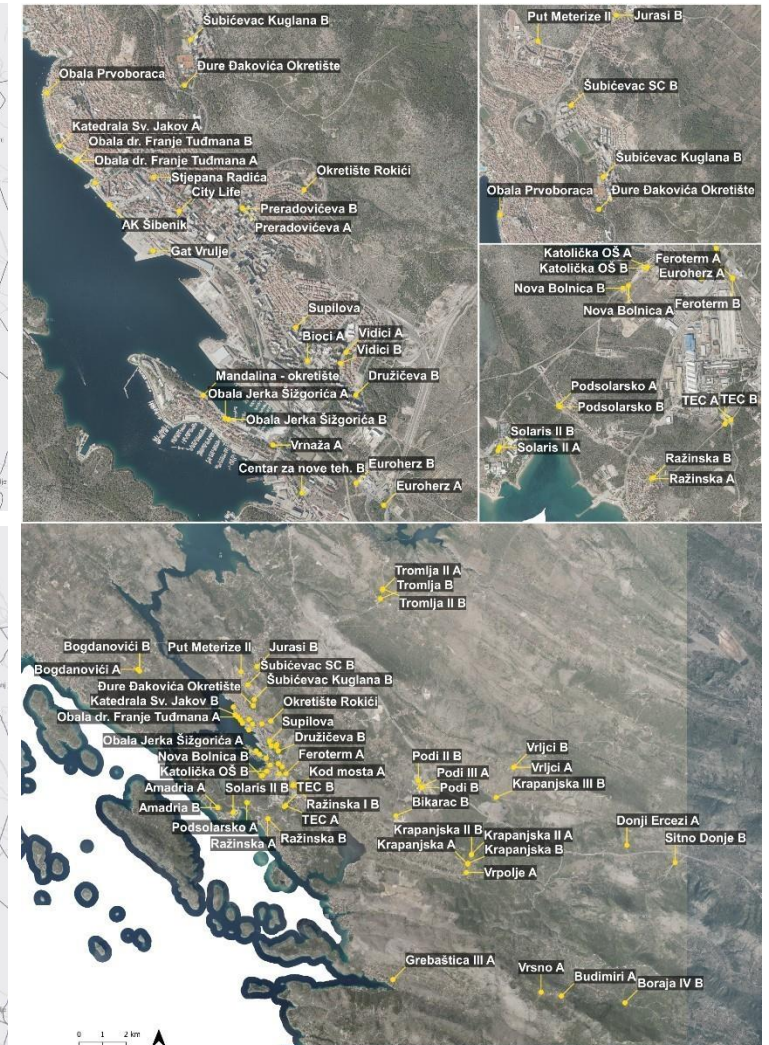 Šubićevac Kuglana B
Đure Đakovića Okretište
Obala Prvoboraca
Katedrala Sv. Jakov A
Obala dr. Franje Tuđmana B
Obala dr. Franje Tuđmana A
Stjepana Radića
City Life
Okretište Rokići
Preradovićeva B
Preradovićeva A
AK Šibenik
Gat Vrulje
Supilova
Bioci A
Vidici A
Vidici B
Mandalina - okretište
Družićeva B
Obala Jerka Šižgorića A
Obala Jerka Šižgorića B
Vrnaža A
Centar za nove teh. B
Euroherz B
Euroherz A
Put Meterize II
Jurasi B
Šubićevac SC B
Šubićevac Kuglana B
Obala Prvoboraca
Đure Đakovića Okretište
Katolička OŠ A
Katolička OŠ B
Feroterm A
Euroherz A
Nova Bolnica B
Nova Bolnica A
Feroterm B
Podsolarsko A
Podsolarsko B
TEC A
TEC B
Solaris II B
Solaris II A
Ražinska B
Ražinska A
Tromlja II A
Tromlja B
Tromlja II B
Bogdanovići B
Bogdanovići A
Put Meterize II
Jurasi B
Šubićevac SC B
Đure Đakovića Okretište
Šubićevac Kuglana B
Katedrala Sv. Jakov B
Okretište Rokići
Obala dr. Franje Tuđmana A
Supilova
Obala Jerka Šižgorića A
Družićeva B
Nova Bolnica B
Feroterm A
Katolička OŠ B
Kod mosta A
Amadria A
Solaris II B
TEC B
Amadria B
Ražinska I B
Podsolarsko A
TEC A
Ražinska A
Ražinska B
Podi II B
Podi III A
Podi B
Bikarac B
Vrljci B
Vrljci A
Krapanjska III B
Krapanjska II B
Krapanjska II A
Krapanjska A
Krapanjska B
Vrpolje A
Donji Ercezi A
Sitno Donje B
Grebaštica III A
Vrsno A
Budimiri A
Boraja IV B
0 1 2 km